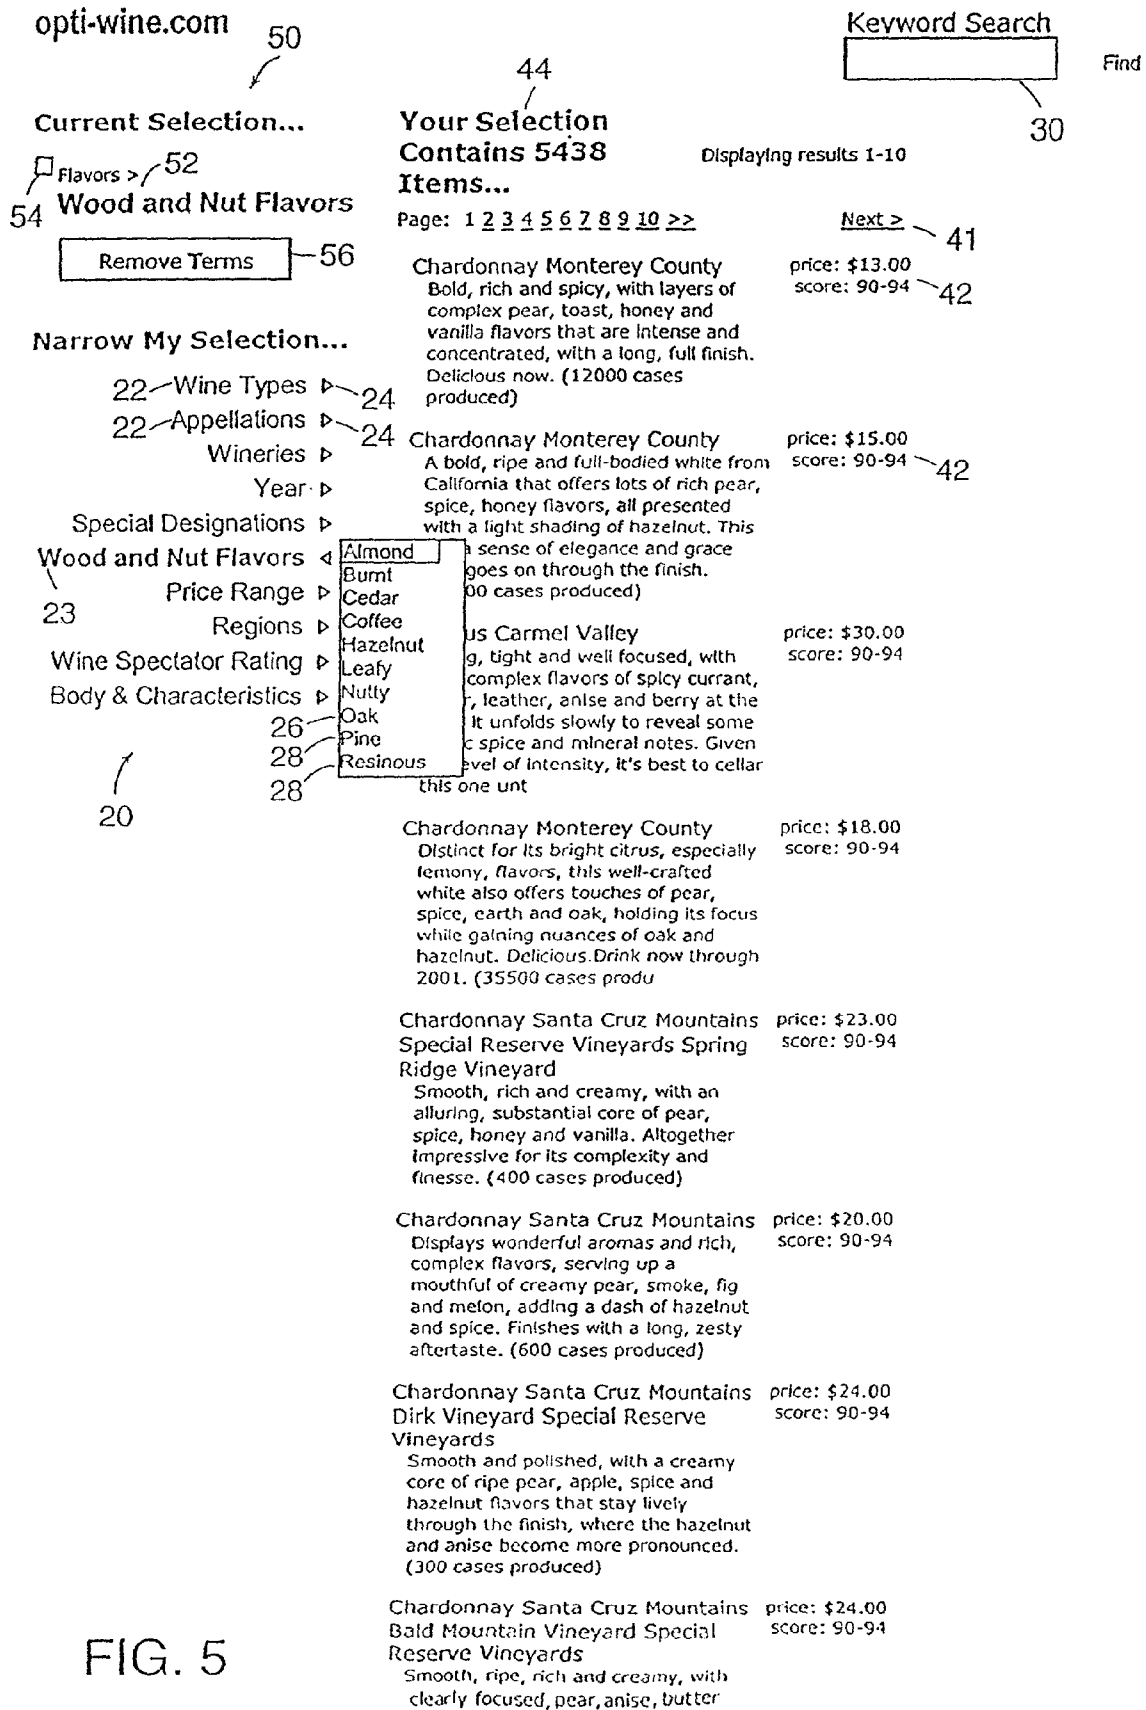 opti-wine.com
50
Keyword Search
Find
30
Current Selection...
Flavors >
52
54
Wood and Nut Flavors
Remove Terms
56
Narrow My Selection...
22
Wine Types
24
22
Appellations
24
Wineries
Year
Special Designations
Wood and Nut Flavors
23
Price Range
Regions
Wine Spectator Rating
Body & Characteristics
20
Almond
Burnt
Cedar
Coffee
Hazelnut
Leafy
Nutty
26
Oak
28
Pine
28
Resinous
44
Your Selection
Contains 5438
Items...
Displaying results 1-10
Page: 1 2 3 4 5 6 7 8 9 10 >>
Next >
41
Chardonnay Monterey County
price: $13.00
score: 90-94
42
Bold, rich and spicy, with layers of
complex pear, toast, honey and
vanilla flavors that are intense and
concentrated, with a long, full finish.
Delicious now. (12000 cases
produced)
Chardonnay Monterey County
price: $15.00
score: 90-94
42
A bold, ripe and full-bodied white from
California that offers lots of rich pear,
spice, honey flavors, all presented
with a light shading of hazelnut. This
sense of elegance and grace
goes on through the finish.
00 cases produced)
us Carmel Valley
price: $30.00
score: 90-94
g, tight and well focused, with
complex flavors of spicy currant,
r, leather, anise and berry at the
it unfolds slowly to reveal some
c spice and mineral notes. Given
evel of intensity, it's best to cellar
this one unt
Chardonnay Monterey County
price: $18.00
score: 90-94
Distinct for its bright citrus, especially
lemony, flavors, this well-crafted
white also offers touches of pear,
spice, earth and oak, holding its focus
while gaining nuances of oak and
hazelnut. Delicious.Drink now through
2001. (35500 cases produ
Chardonnay Santa Cruz Mountains
Special Reserve Vineyards Spring
Ridge Vineyard
price: $23.00
score: 90-94
Smooth, rich and creamy, with an
alluring, substantial core of pear,
spice, honey and vanilla. Altogether
impressive for its complexity and
finesse. (400 cases produced)
Chardonnay Santa Cruz Mountains
price: $20.00
score: 90-94
Displays wonderful aromas and rich,
complex flavors, serving up a
mouthful of creamy pear, smoke, fig
and melon, adding a dash of hazelnut
and spice. Finishes with a long, zesty
aftertaste. (600 cases produced)
Chardonnay Santa Cruz Mountains
Dirk Vineyard Special Reserve
Vineyards
price: $24.00
score: 90-94
Smooth and polished, with a creamy
core of ripe pear, apple, spice and
hazelnut flavors that stay lively
through the finish, where the hazelnut
and anise become more pronounced.
(300 cases produced)
Chardonnay Santa Cruz Mountains
Bald Mountain Vineyard Special
Reserve Vineyards
price: $24.00
score: 90-94
Smooth, ripe, rich and creamy, with
clearly focused, pear, anise, butter
FIG. 5